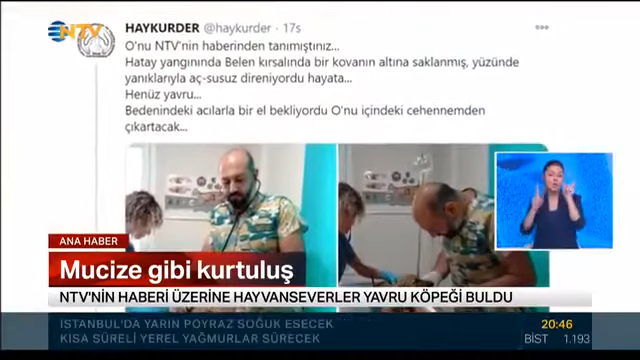 NTV
HAYKURDER @haykurder · 17s
O'nu NTV'nin haberinden tanımıştınız...
Hatay yangınında Belen kırsalında bir kovanın altına saklanmış, yüzünde
yanıklarıyla aç-susuz direniyordu hayata...
Henüz yavru...
Bedenindeki acılarla bir el bekliyordu O'nu içindeki cehennemden
çıkartacak...
ANA HABER
Mucize gibi kurtuluş
NTV'NİN HABERİ ÜZERİNE HAYVANSEVERLER YAVRU KÖPEĞİ BULDU
İSTANBUL'DA YARIN POYRAZ SOĞUK ESECEK
KISA SÜRELİ YEREL YAĞMURLAR SÜRECEK
20:46
BİST 1.193